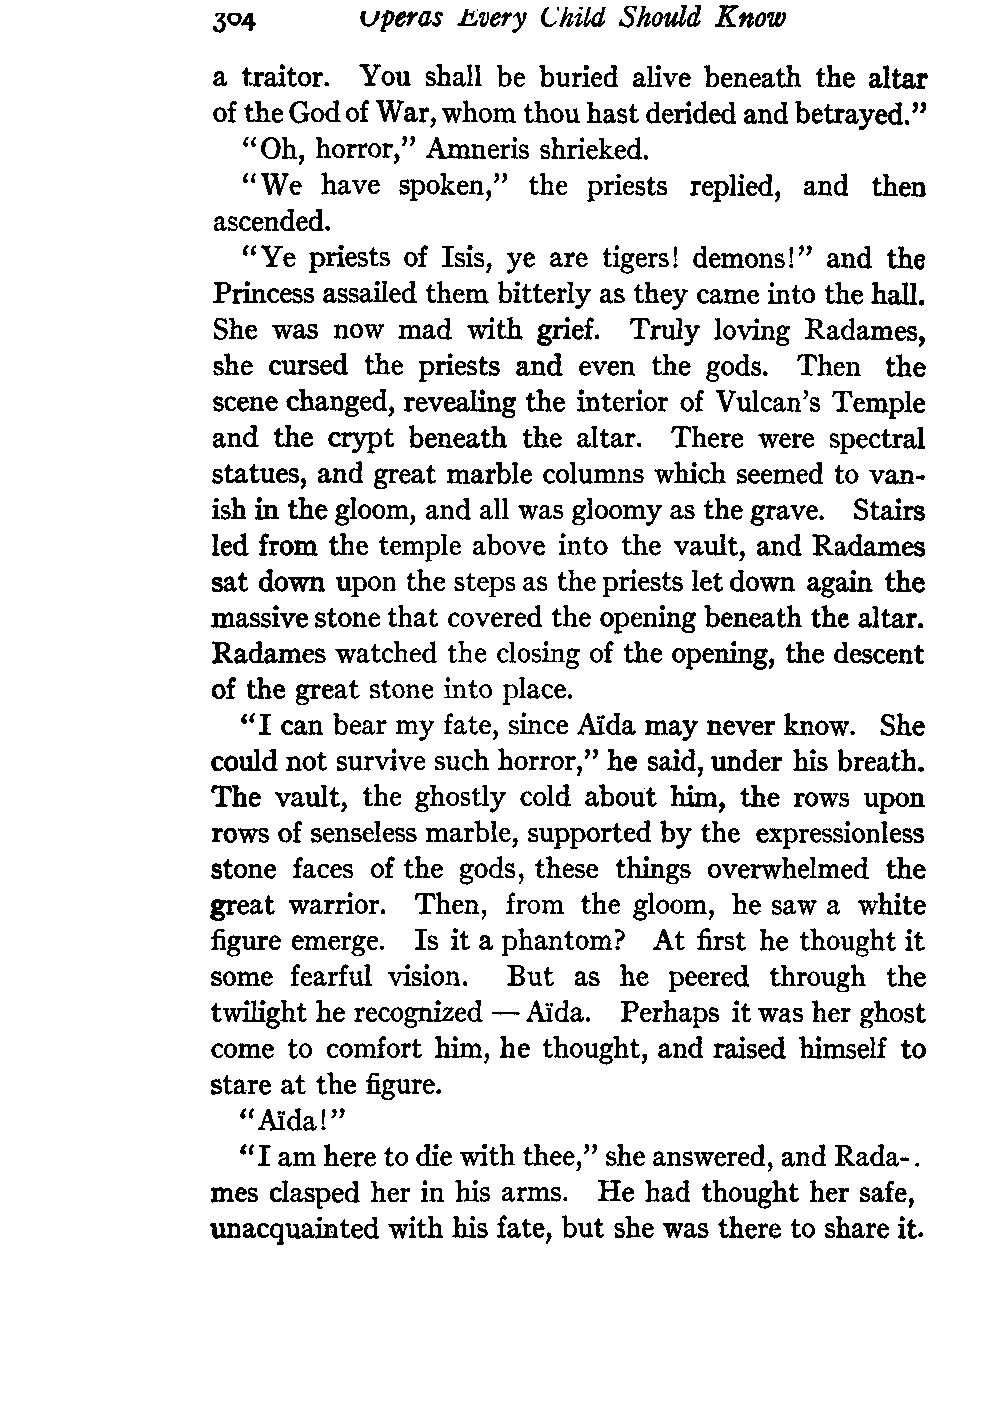 304 Operas Every Child Should Know
a traitor. You shall be buried alive beneath the altar
of the God of War, whom thou hast derided and betrayed."
"Oh, horror," Amneris shrieked.
"We have spoken," the priests replied, and then
ascended.
"Ye priests of Isis, ye are tigers! demons!" and the
Princess assailed them bitterly as they came into the hall.
She was now mad with grief. Truly loving Radames,
she cursed the priests and even the gods. Then the
scene changed, revealing the interior of Vulcan's Temple
and the crypt beneath the altar. There were spectral
statues, and great marble columns which seemed to van-
ish in the gloom, and all was gloomy as the grave. Stairs
led from the temple above into the vault, and Radames
sat down upon the steps as the priests let down again the
massive stone that covered the opening beneath the altar.
Radames watched the closing of the opening, the descent
of the great stone into place.
"I can bear my fate, since Aïda may never know. She
could not survive such horror," he said, under his breath.
The vault, the ghostly cold about him, the rows upon
rows of senseless marble, supported by the expressionless
stone faces of the gods, these things overwhelmed the
great warrior. Then, from the gloom, he saw a white
figure emerge. Is it a phantom? At first he thought it
some fearful vision. But as he peered through the
twilight he recognized — Aïda. Perhaps it was her ghost
come to comfort him, he thought, and raised himself to
stare at the figure.
"Aïda!"
"I am here to die with thee," she answered, and Rada-.
mes clasped her in his arms. He had thought her safe,
unacquainted with his fate, but she was there to share it.